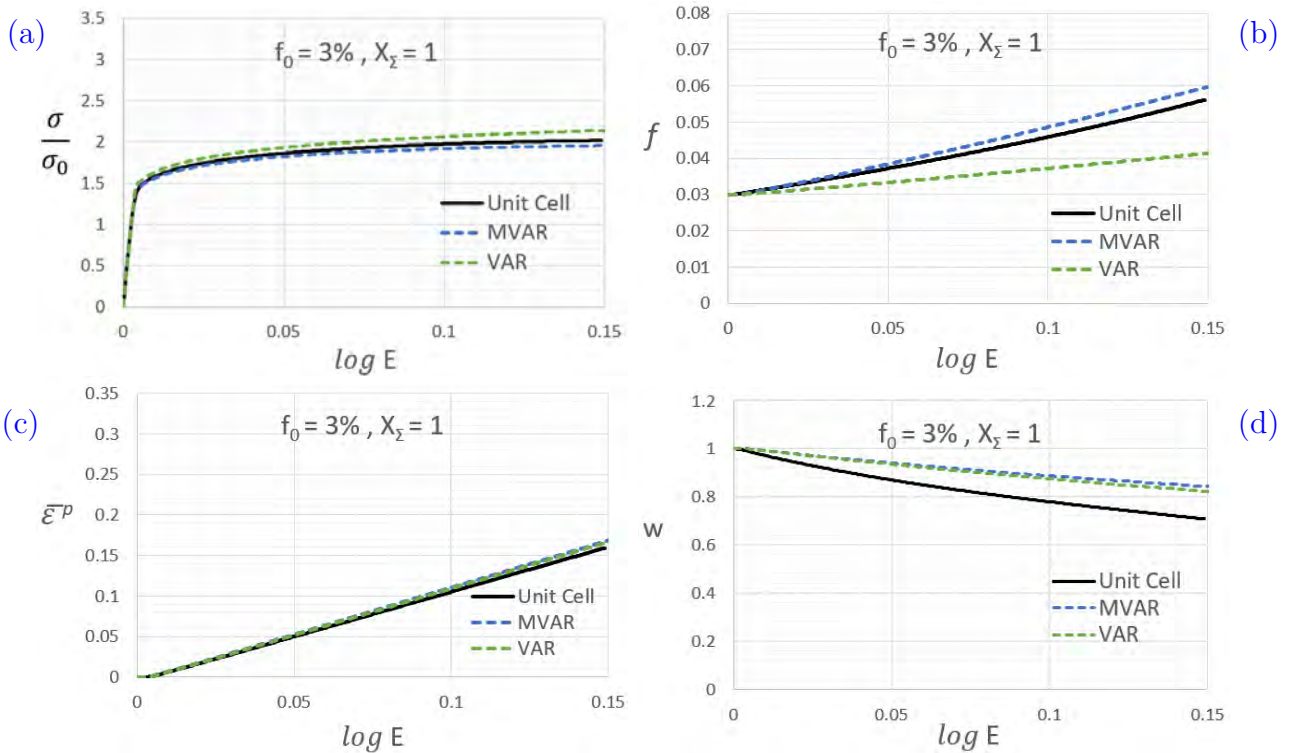 (a)
3.5
3
2.5
2
1.5
1
0.5
0
f₀ = 3% , X_Σ = 1
σ
σ₀
Unit Cell
MVAR
VAR
0 0.05 0.1 0.15
log E
(b)
0.08
0.07
0.06
0.05
0.04
0.03
0.02
0.01
0
f₀ = 3% , X_Σ = 1
f
Unit Cell
MVAR
VAR
0 0.05 0.1 0.15
log E
(c)
0.35
0.3
0.25
0.2
0.15
0.1
0.05
0
f₀ = 3% , X_Σ = 1
ε̅ᵖ
Unit Cell
MVAR
VAR
0 0.05 0.1 0.15
log E
(d)
1.2
1
0.8
0.6
0.4
0.2
0
f₀ = 3% , X_Σ = 1
w
Unit Cell
MVAR
VAR
0 0.05 0.1 0.15
log E